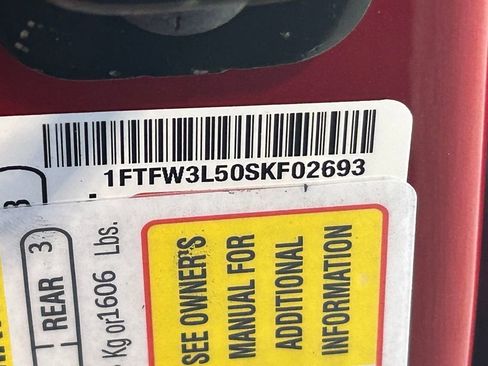 1FTFW3L50SKF02693
REAR 3
Kg or 1606 Lbs.
SEE OWNER'S
MANUAL FOR
ADDITIONAL
INFORMATION